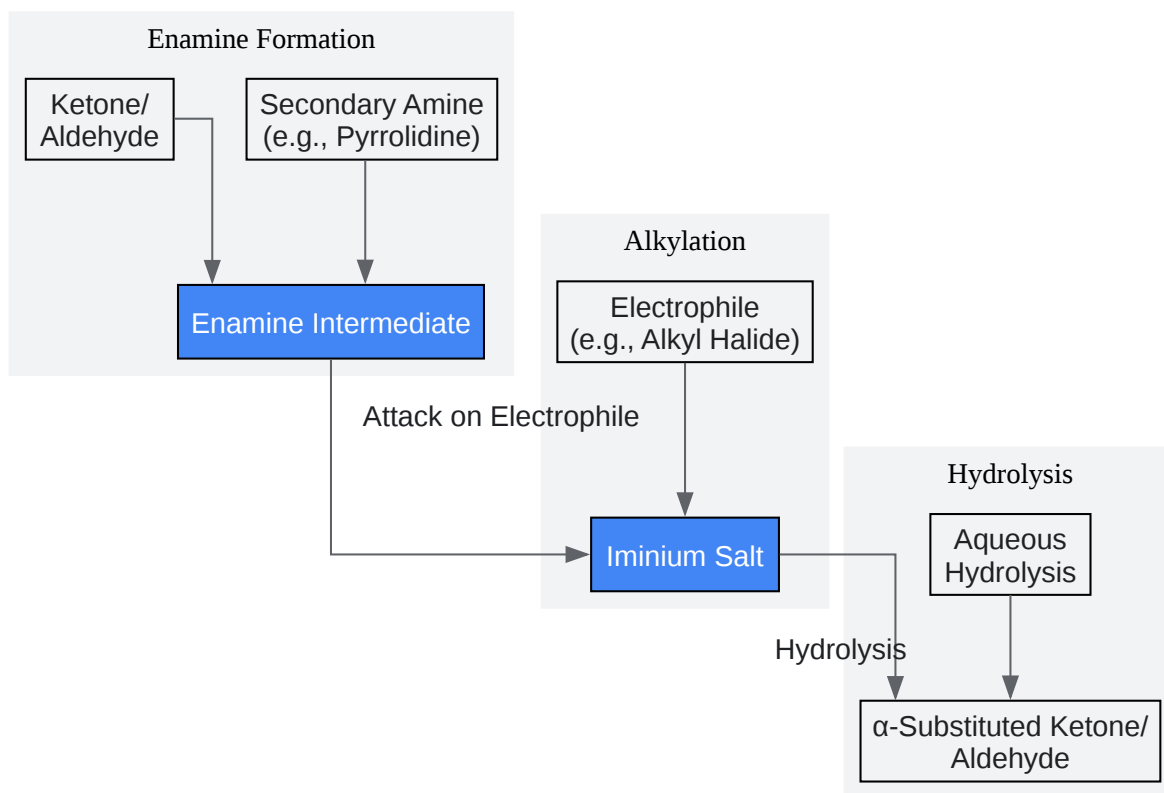 Enamine Formation
Ketone/
Aldehyde
Secondary Amine
(e.g., Pyrrolidine)
Enamine Intermediate
Alkylation
Electrophile
(e.g., Alkyl Halide)
Attack on Electrophile
Iminium Salt
Hydrolysis
Aqueous
Hydrolysis
Hydrolysis
α-Substituted Ketone/
Aldehyde